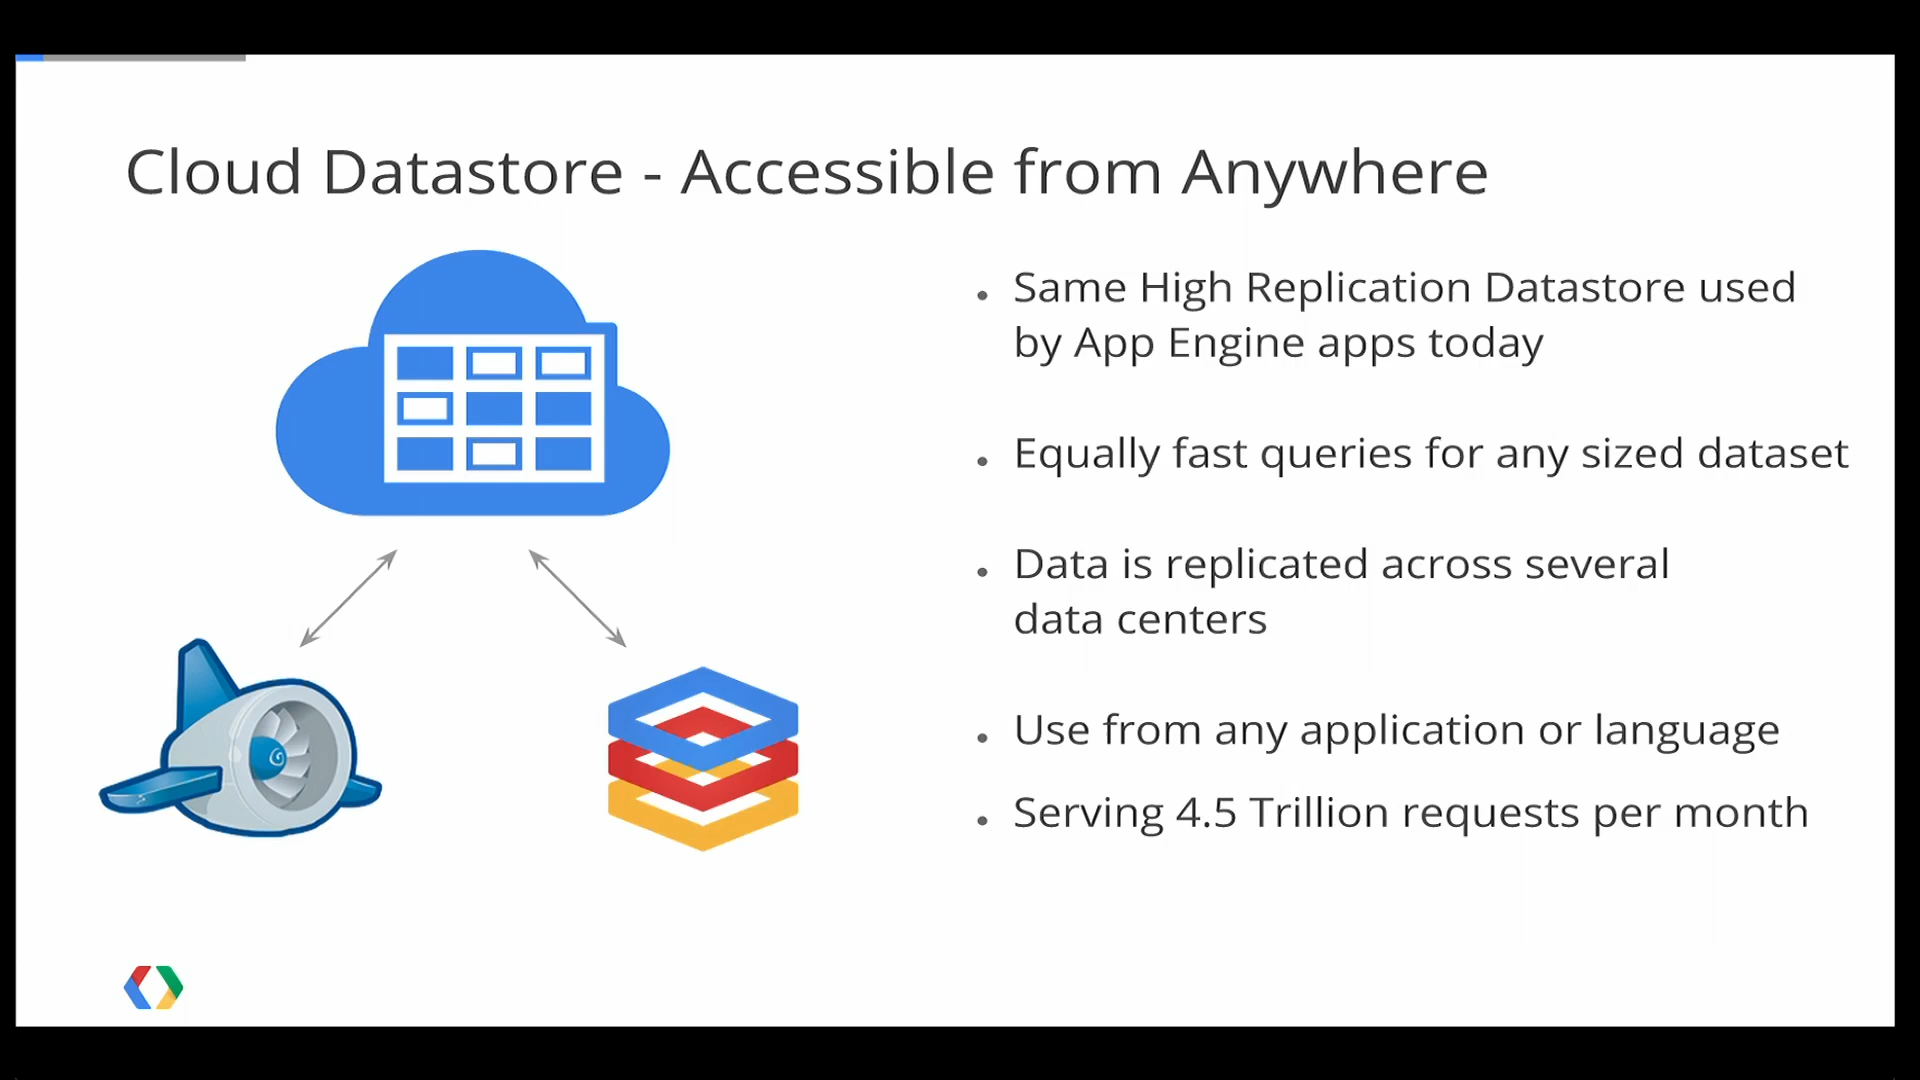 Cloud Datastore - Accessible from Anywhere
Same High Replication Datastore used
by App Engine apps today
Equally fast queries for any sized dataset
Data is replicated across several
data centers
Use from any application or language
Serving 4.5 Trillion requests per month